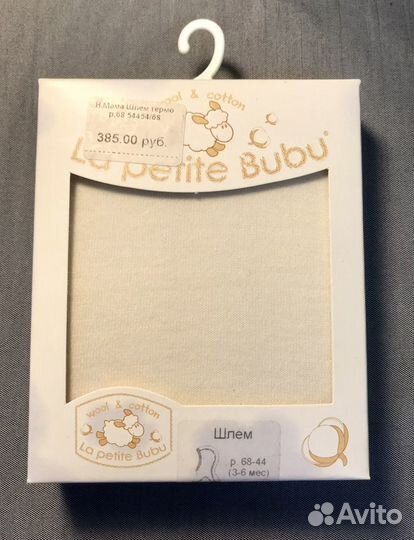 Я Мама Шлем термо
р.68 54454/68
385.00 руб.
wool & cotton
La petite Bubu
wool & cotton
La petite Bubu
Шлем
р. 68-44
(3-6 мес)
Avito